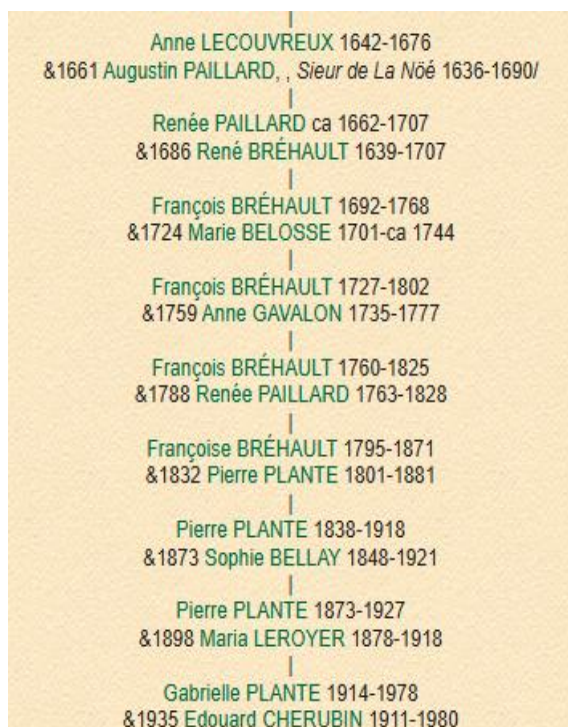 Anne LECOUVREUX 1642-1676
&1661 Augustin PAILLARD, , Sieur de La Nöé 1636-1690/
|
Renée PAILLARD ca 1662-1707
&1686 René BRÉHAULT 1639-1707
|
François BRÉHAULT 1692-1768
&1724 Marie BELOSSE 1701-ca 1744
|
François BRÉHAULT 1727-1802
&1759 Anne GAVALON 1735-1777
|
François BRÉHAULT 1760-1825
&1788 Renée PAILLARD 1763-1828
|
Françoise BRÉHAULT 1795-1871
&1832 Pierre PLANTE 1801-1881
|
Pierre PLANTE 1838-1918
&1873 Sophie BELLAY 1848-1921
|
Pierre PLANTE 1873-1927
&1898 Maria LEROYER 1878-1918
|
Gabrielle PLANTE 1914-1978
&1935 Edouard CHERUBIN 1911-1980